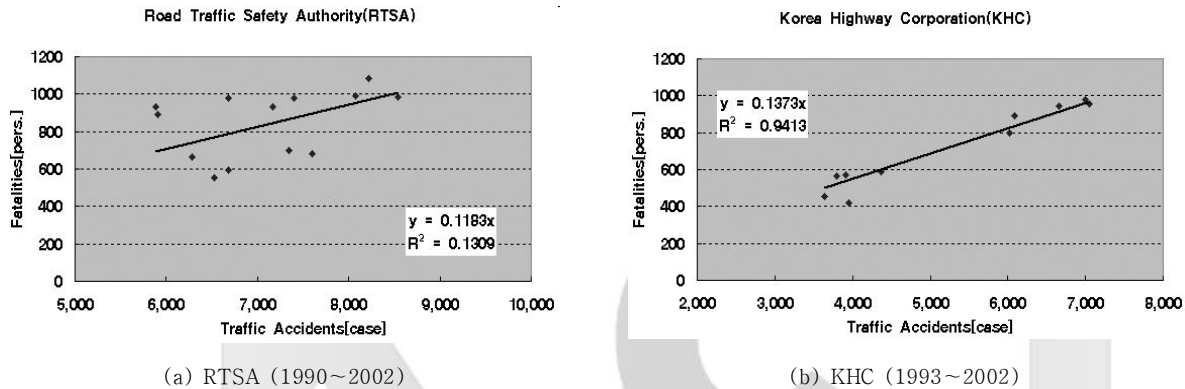 Road Traffic Safety Authority(RTSA)
1200
1000
800
600
400
200
0
Fatalities[pers.]
y = 0.1183x
R² = 0.1309
5,000 6,000 7,000 8,000 9,000 10,000
Traffic Accidents[case]
(a) RTSA (1990～2002)
Korea Highway Corporation(KHC)
1200
1000
800
600
400
200
0
Fatalities[pers.]
y = 0.1373x
R² = 0.9413
2,000 3,000 4,000 5,000 6,000 7,000 8,000
Traffic Accidents[case]
(b) KHC (1993～2002)